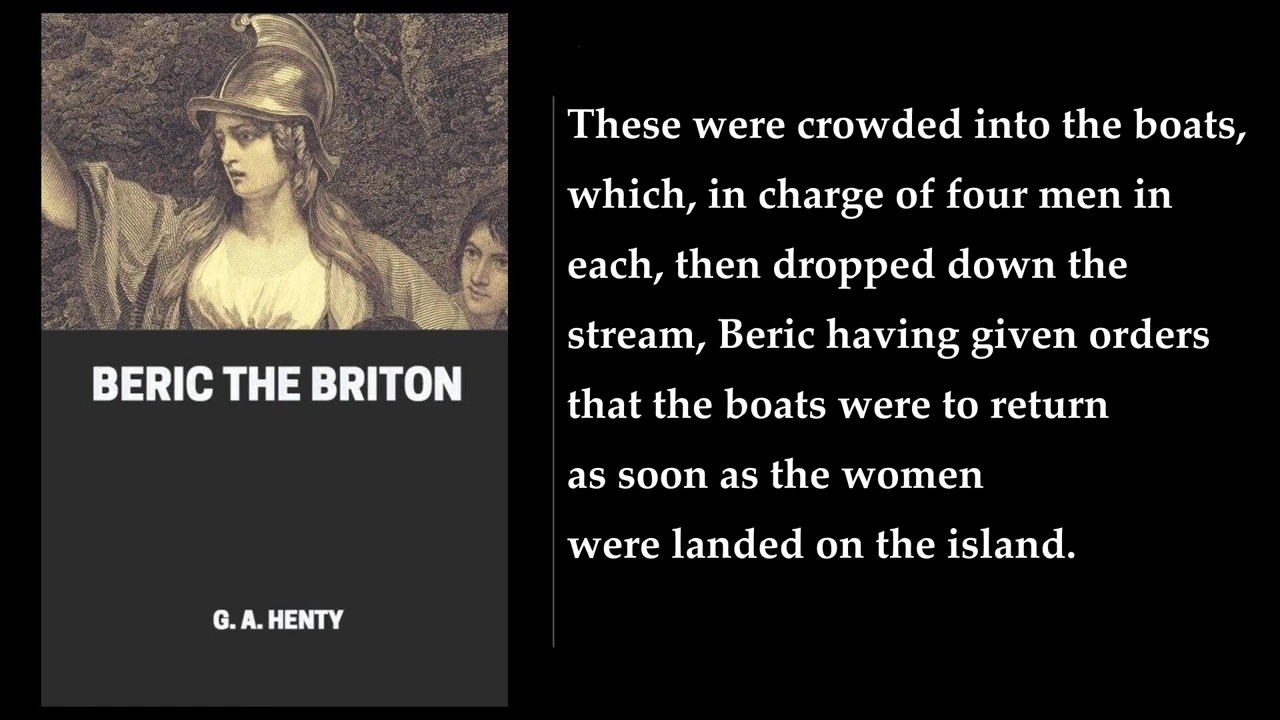 BERIC THE BRITON
G. A. HENTY
These were crowded into the boats,
which, in charge of four men in
each, then dropped down the
stream, Beric having given orders
that the boats were to return
as soon as the women
were landed on the island.